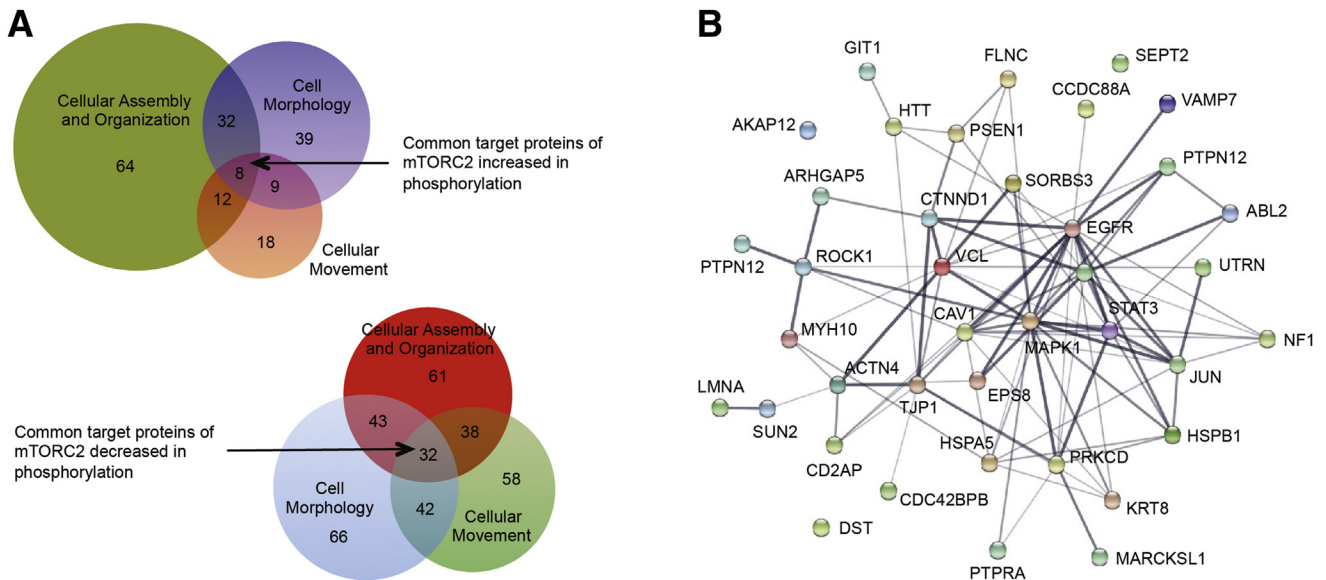 A
Cellular Assembly
and Organization
64
32
Cell
Morphology
39
8
9
12
18
Cellular
Movement
Common target proteins of
mTORC2 increased in
phosphorylation
Cellular Assembly
and Organization
61
43
38
32
Common target proteins of
mTORC2 decreased in
phosphorylation
Cell
Morphology
66
42
58
Cellular
Movement
B
GIT1
FLNC
SEPT2
CCDC88A
VAMP7
HTT
AKAP12
PSEN1
PTPN12
ARHGAP5
SORBS3
CTNND1
ABL2
EGFR
PTPN12
ROCK1
VCL
UTRN
CAV1
STAT3
MYH10
MAPK1
NF1
JUN
ACTN4
LMNA
TJP1
EPS8
SUN2
HSPA5
HSPB1
CD2AP
PRKCD
CDC42BPB
KRT8
DST
MARCKSL1
PTPRA